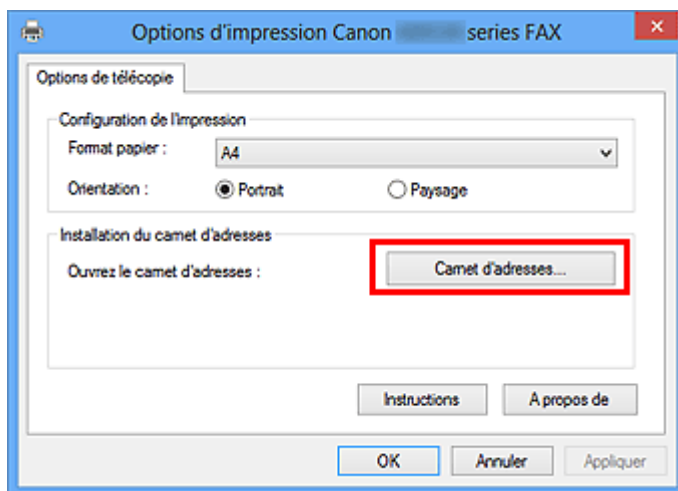 Options d'impression Canon series FAX
Options de télécopie
Configuration de l'impression
Format papier : A4
Orientation : Portrait Paysage
Installation du carnet d'adresses
Ouvrez le carnet d'adresses : Carnet d'adresses...
Instructions A propos de
OK Annuler Appliquer